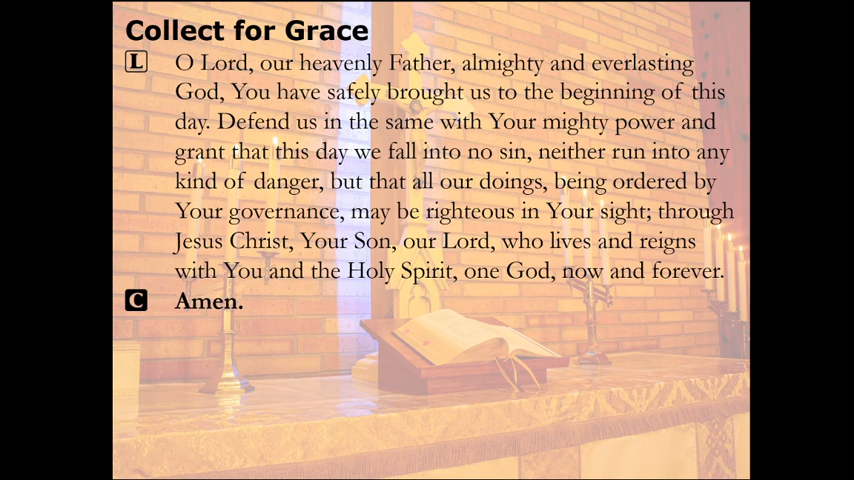 Collect for Grace
L O Lord, our heavenly Father, almighty and everlasting
God, You have safely brought us to the beginning of this
day. Defend us in the same with Your mighty power and
grant that this day we fall into no sin, neither run into any
kind of danger, but that all our doings, being ordered by
Your governance, may be righteous in Your sight; through
Jesus Christ, Your Son, our Lord, who lives and reigns
with You and the Holy Spirit, one God, now and forever.
C Amen.